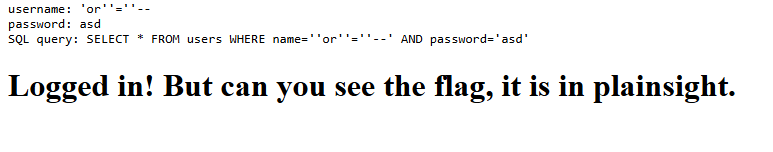 username: 'or''=''--
password: asd
SQL query: SELECT * FROM users WHERE name=''or''=''--' AND password='asd'
Logged in! But can you see the flag, it is in plainsight.